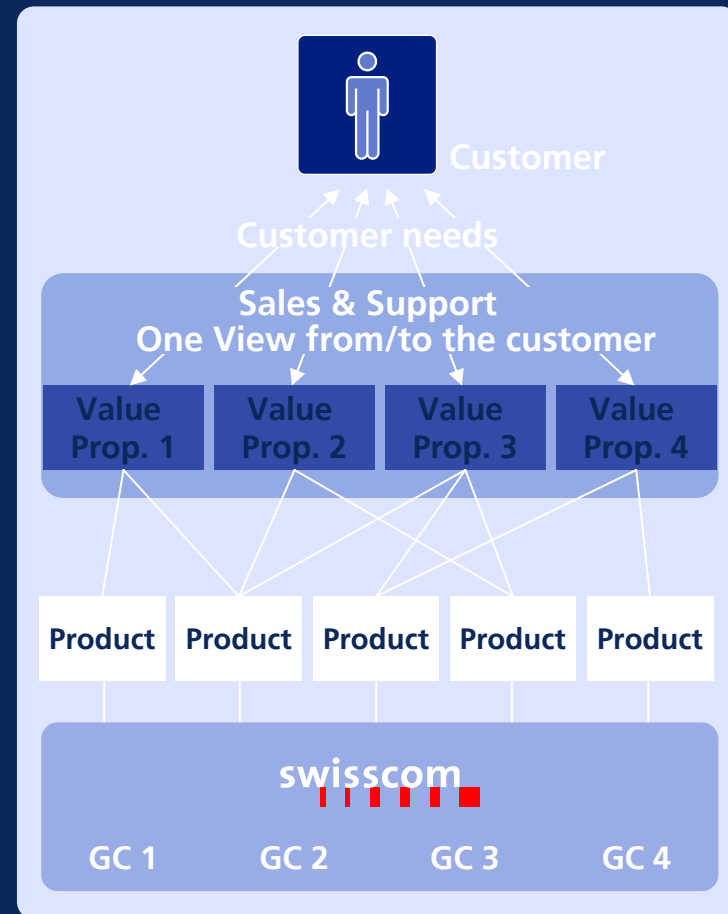 Customer
Customer needs
Sales & Support
One View from/to the customer
Value Prop. 1
Value Prop. 2
Value Prop. 3
Value Prop. 4
Product
Product
Product
Product
Product
swisscom
GC 1
GC 2
GC 3
GC 4